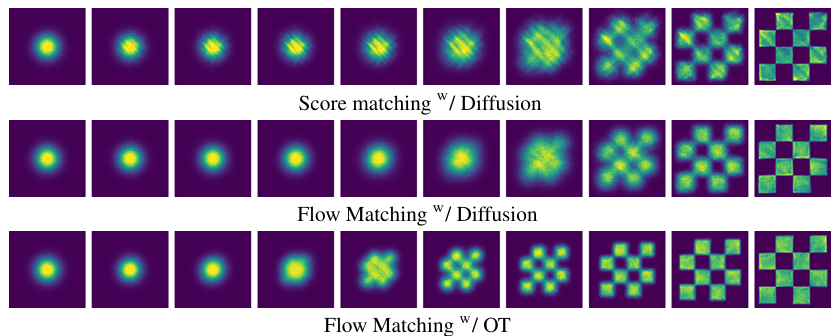 Score matching w/ Diffusion
Flow Matching w/ Diffusion
Flow Matching w/ OT